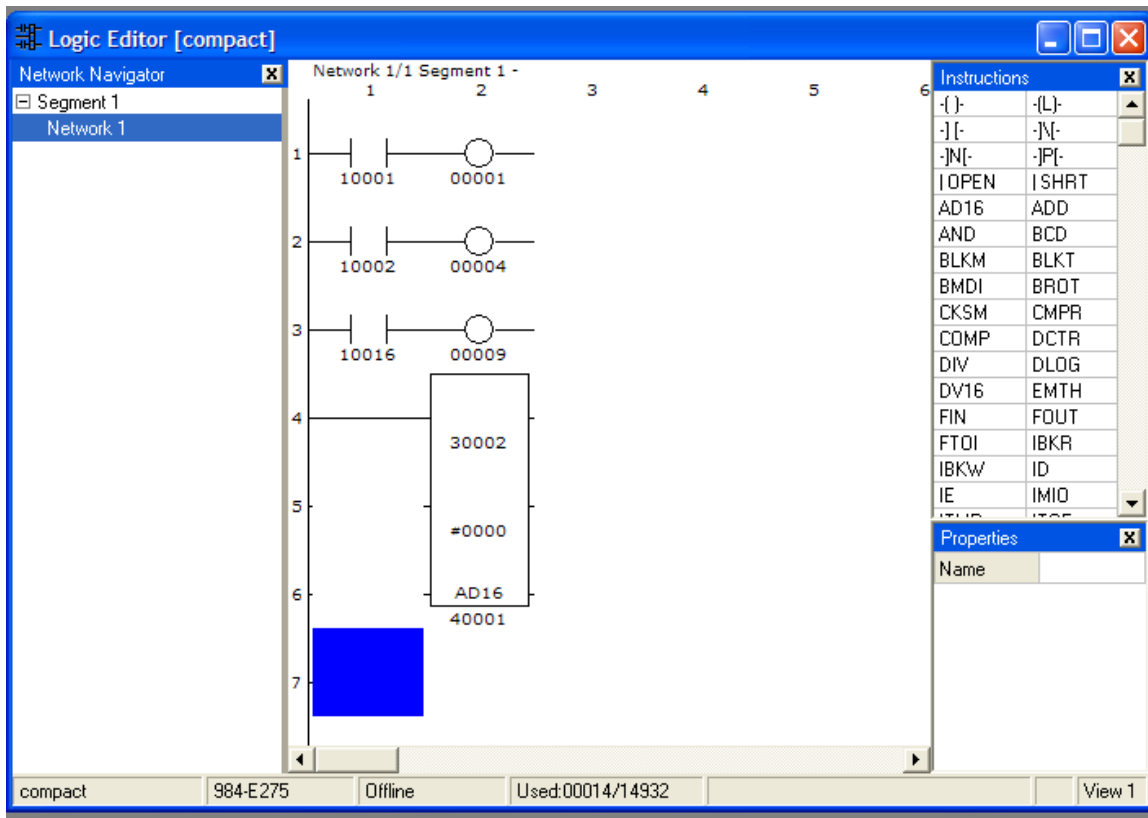 Logic Editor [compact]
Network Navigator
Segment 1
Network 1
Network 1/1 Segment 1 -
1 2 3 4 5 6
1
10001 00001
2
10002 00004
3
10016 00009
4
30002
5
#0000
6
AD16
40001
7
Instructions
-( )- -(L)-
-] [- -]\[-
-]N[- -]P[-
| OPEN | SHRT
AD16 ADD
AND BCD
BLKM BLKT
BMDI BROT
CKSM CMPR
COMP DCTR
DIV DLOG
DV16 EMTH
FIN FOUT
FTOI IBKR
IBKW ID
IE IMIO
Properties
Name
compact 984-E275 Offline Used:00014/14932 View 1